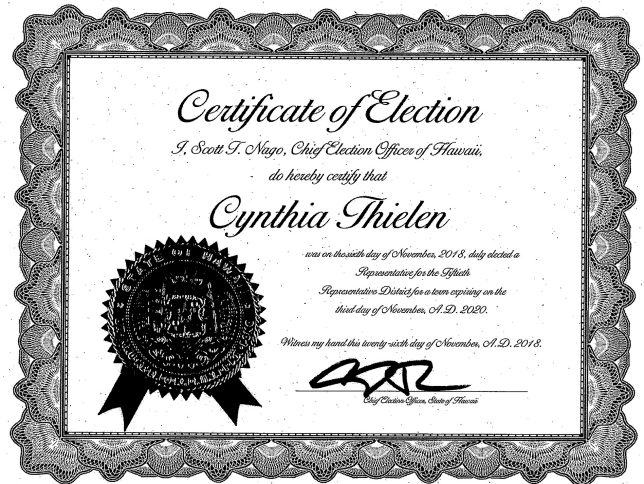 Certificate of Election
I, Scott T. Nago, Chief Election Officer of Hawaii,
do hereby certify that
Cynthia Thielen
was on the sixth day of November, 2018, duly elected a
Representative for the Fiftieth
Representative District for a term expiring on the
third day of November, A.D. 2020.
STATE OF HAWAII
Witness my hand this twenty-sixth day of November, A.D. 2018.
Chief Election Officer, State of Hawaii